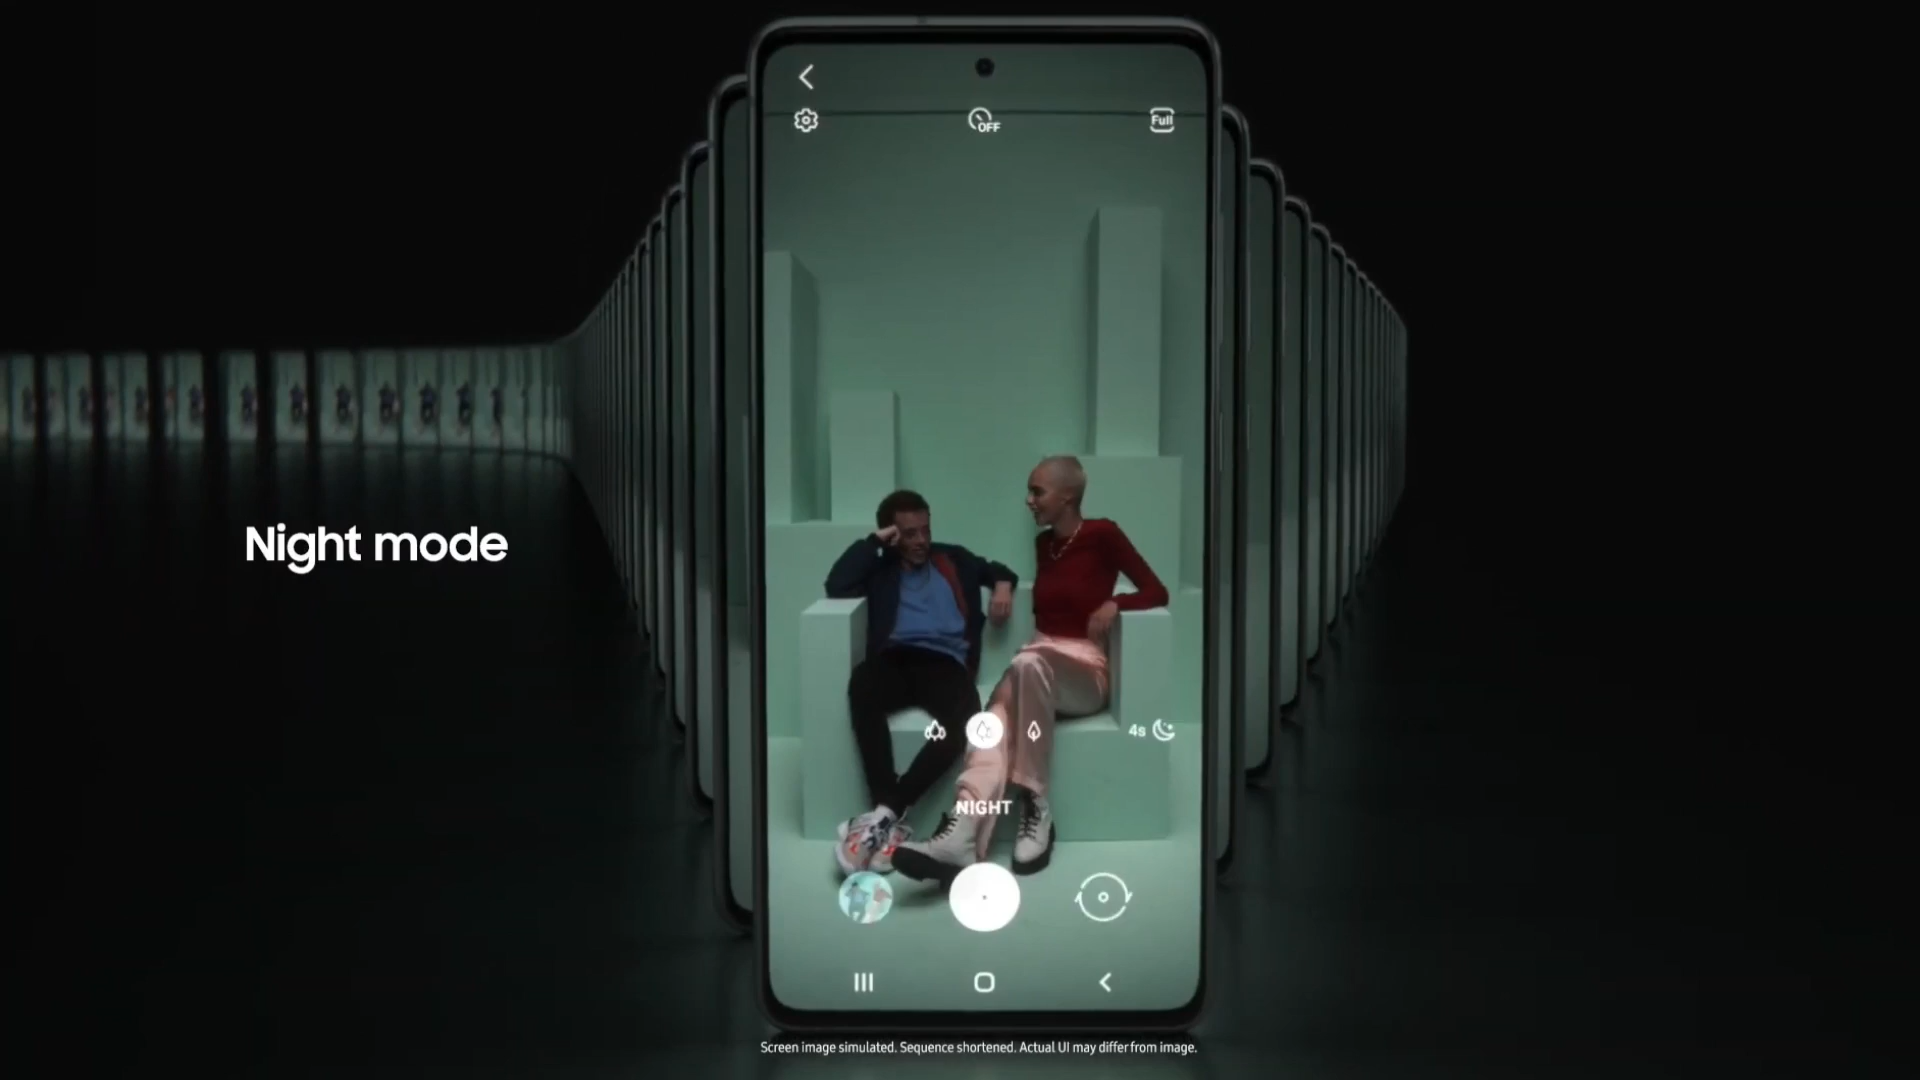 Full
OFF
Night mode
4s
NIGHT
Screen image simulated. Sequence shortened. Actual UI may differ from image.